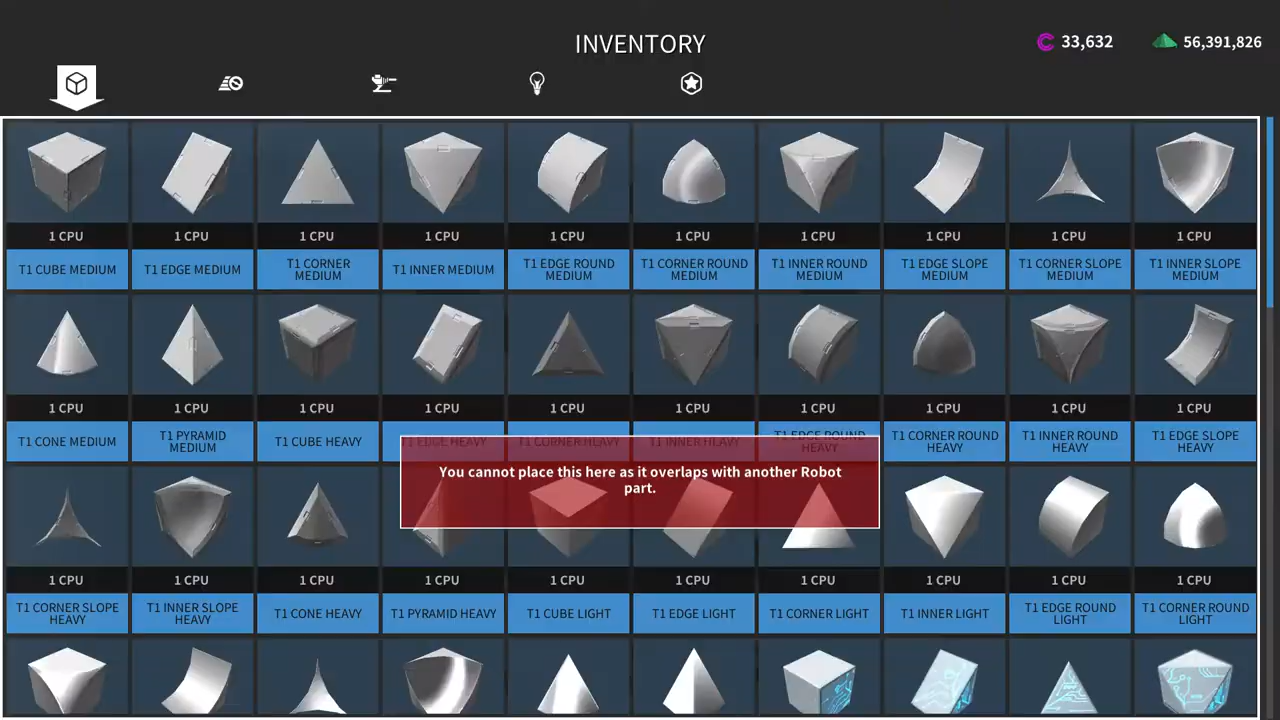 INVENTORY
33,632
56,391,826
1 CPU 1 CPU 1 CPU 1 CPU 1 CPU 1 CPU 1 CPU 1 CPU 1 CPU 1 CPU
T1 CUBE MEDIUM
T1 EDGE MEDIUM
T1 CORNER
MEDIUM
T1 INNER MEDIUM
T1 EDGE ROUND
MEDIUM
T1 CORNER ROUND
MEDIUM
T1 INNER ROUND
MEDIUM
T1 EDGE SLOPE
MEDIUM
T1 CORNER SLOPE
MEDIUM
T1 INNER SLOPE
MEDIUM
1 CPU 1 CPU 1 CPU 1 CPU 1 CPU 1 CPU 1 CPU 1 CPU 1 CPU 1 CPU
T1 CONE MEDIUM
T1 PYRAMID
MEDIUM
T1 CUBE HEAVY
T1 EDGE HEAVY
T1 CORNER HEAVY
T1 INNER HEAVY
T1 EDGE ROUND
HEAVY
T1 CORNER ROUND
HEAVY
T1 INNER ROUND
HEAVY
T1 EDGE SLOPE
HEAVY
You cannot place this here as it overlaps with another Robot
part.
1 CPU 1 CPU 1 CPU 1 CPU 1 CPU 1 CPU 1 CPU 1 CPU 1 CPU 1 CPU
T1 CORNER SLOPE
HEAVY
T1 INNER SLOPE
HEAVY
T1 CONE HEAVY
T1 PYRAMID HEAVY
T1 CUBE LIGHT
T1 EDGE LIGHT
T1 CORNER LIGHT
T1 INNER LIGHT
T1 EDGE ROUND
LIGHT
T1 CORNER ROUND
LIGHT